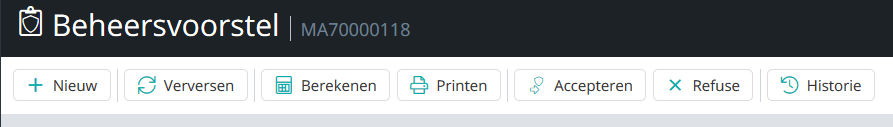 Beheersvoorstel MA70000118
Nieuw Verversen Berekenen Printen Accepteren Refuse Historie